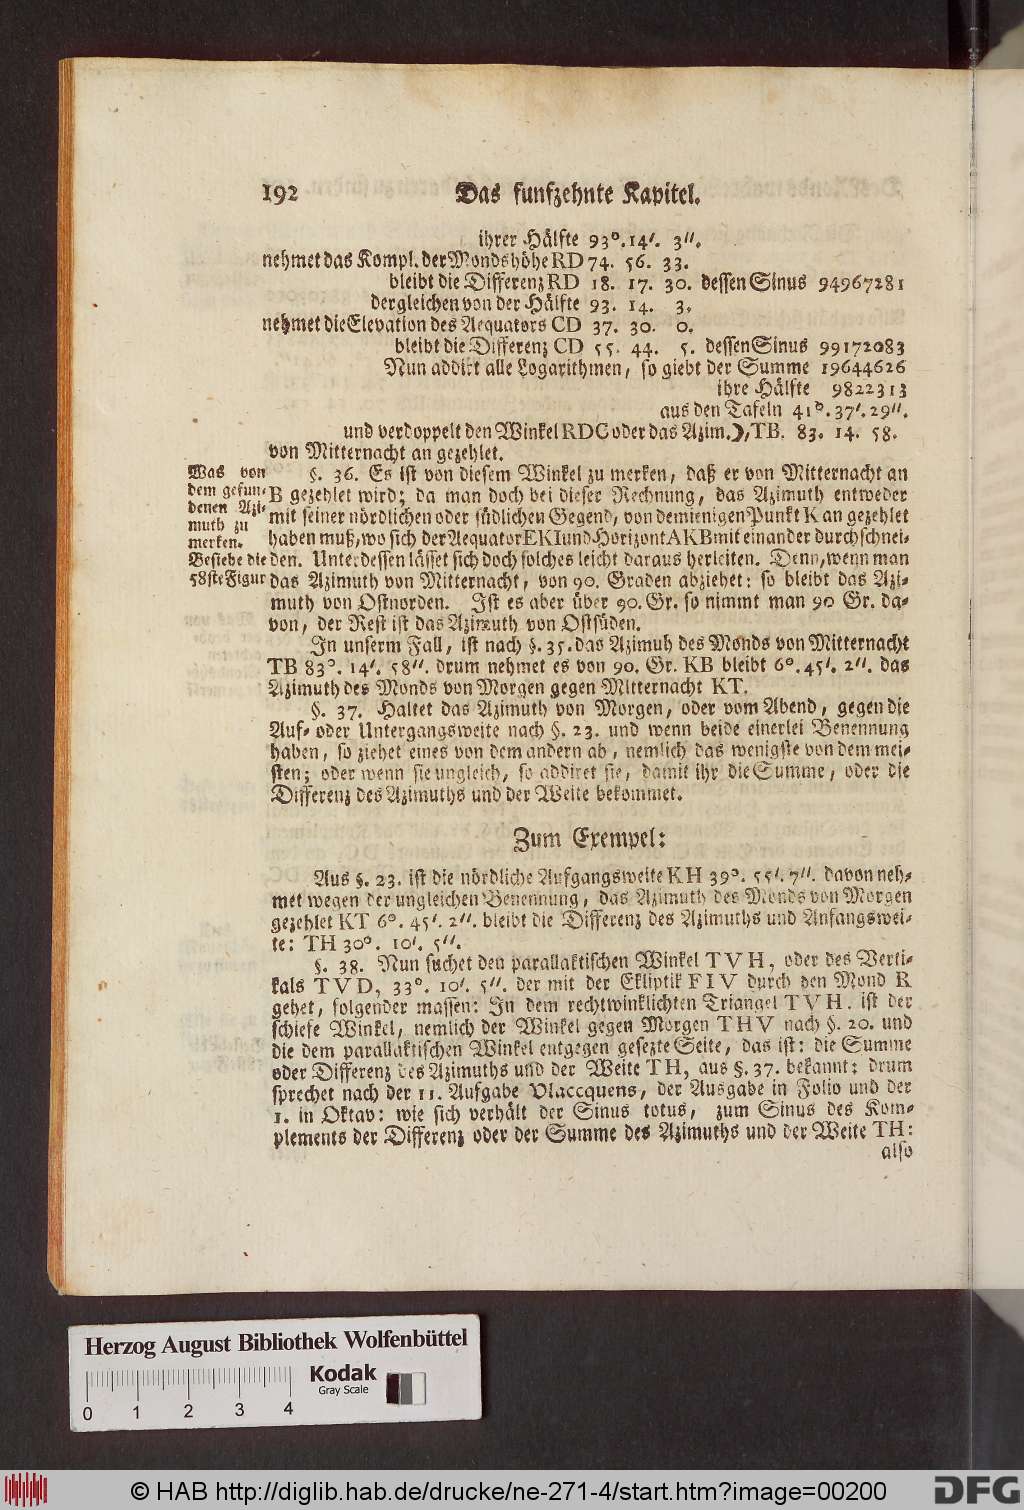 192 Das funfzehnte Kapitel.
ihrer Hälfte 93°. 14′. 3″.
nehmet das Kompl. der Mondshöhe RD 74. 56. 33.
bleibt die Differenz RD 18. 17. 30. dessen Sinus 94967281
dergleichen von der Hälfte 93. 14. 3.
nehmet die Elevation des Aequators CD 37. 30. 0.
bleibt die Differenz CD 55. 44. 5. dessen Sinus 99172083
Nun addirt alle Logarithmen, so giebt der Summe 19644626
ihre Hälfte 9822313
aus den Tafeln 41°. 37′. 29″.
und verdoppelt den Winkel RDC oder das Azim. ☽, TB. 83. 14. 58.
von Mitternacht an gezehlet.
Was von
dem gefun-
denen Azi-
muth zu
merken.
Besiehe die
58ste Figur
§. 36. Es ist von diesem Winkel zu merken, daß er von Mitternacht an
B gezehlet wird; da man doch bei dieser Rechnung, das Azimuth entweder
mit seiner nördlichen oder südlichen Gegend, von demienigen Punkt K an gezehlet
haben muß, wo sich der Aequator EKI und Horizont AKB mit einander durchschnei-
den. Unterdessen lässet sich doch solches leicht daraus herleiten. Denn, wenn man
das Azimuth von Mitternacht, von 90. Graden abziehet: so bleibt das Azi-
muth von Ostnorden. Ist es aber über 90. Gr. so nimmt man 90 Gr. da-
von, der Rest ist das Azimuth von Ostsüden.
In unserm Fall, ist nach §. 35. das Azimuh des Monds von Mitternacht
TB 83°. 14′. 58″. drum nehmet es von 90. Gr. KB bleibt 6°. 45′. 2″. das
Azimuth des Monds von Morgen gegen Mitternacht KT.
§. 37. Haltet das Azimuth von Morgen, oder vom Abend, gegen die
Auf- oder Untergangsweite nach §. 23. und wenn beide einerlei Benennung
haben, so ziehet eines von dem andern ab, nemlich das wenigste von dem mei-
sten; oder wenn sie ungleich, so addiret sie, damit ihr die Summe, oder die
Differenz des Azimuths und der Weite bekommet.
Zum Exempel:
Aus §. 23. ist die nördliche Aufgangsweite KH 39°. 55′. 7″. davon neh-
met wegen der ungleichen Benennung, das Azimuth des Monds von Morgen
gezehlet KT 6°. 45′. 2″. bleibt die Differenz des Azimuths und Anfangswei-
te: TH 30°. 10′. 5″.
§. 38. Nun suchet den parallaktischen Winkel TVH, oder des Verti-
kals TVD, 33°. 10′. 5″. der mit der Ekliptik FIV durch den Mond R
gehet, folgender massen: In dem rechtwinklichten Triangel TVH. ist der
schiefe Winkel, nemlich der Winkel gegen Morgen THV nach §. 20. und
die dem parallaktischen Winkel entgegen gesezte Seite, das ist: die Summe
oder Differenz des Azimuths und der Weite TH, aus §. 37. bekannt: drum
sprechet nach der 11. Aufgabe Vlaccquens, der Ausgabe in Folio und der
1. in Oktav: wie sich verhält der Sinus totus, zum Sinus des Kom-
plements der Differenz oder der Summe des Azimuths und der Weite TH:
also
Herzog August Bibliothek Wolfenbüttel
Kodak
Gray Scale
0 1 2 3 4
© HAB http://diglib.hab.de/drucke/ne-271-4/start.htm?image=00200
DFG